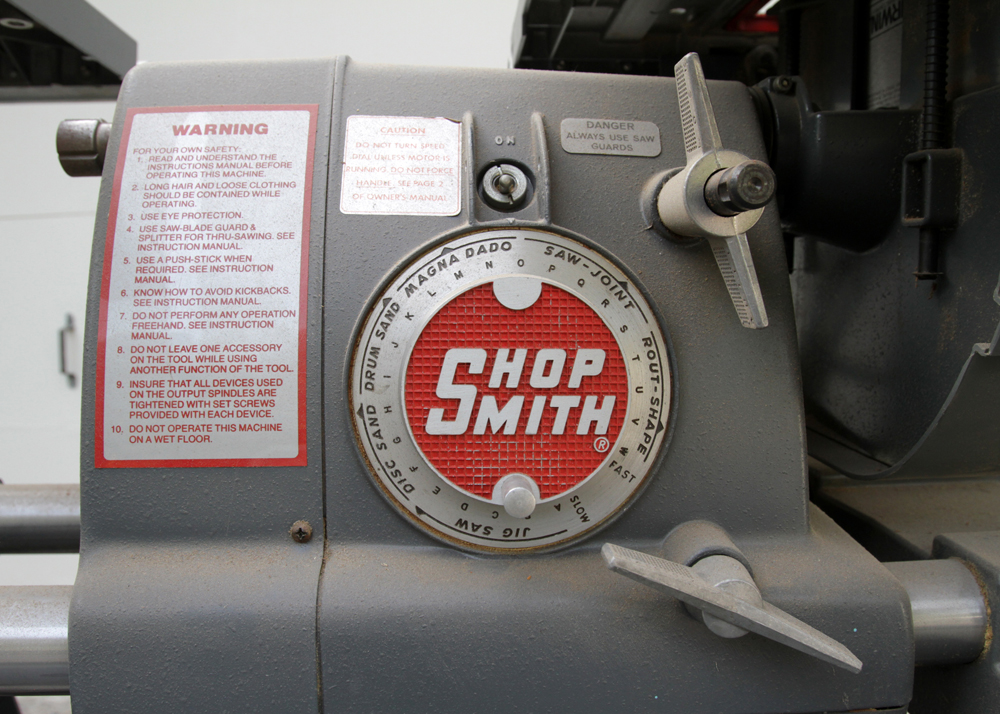 WARNING
FOR YOUR OWN SAFETY:
1. READ AND UNDERSTAND THE
INSTRUCTIONS MANUAL BEFORE
OPERATING THIS MACHINE.
2. LONG HAIR AND LOOSE CLOTHING
SHOULD BE CONTAINED WHILE
OPERATING.
3. USE EYE PROTECTION.
4. USE SAW-BLADE GUARD &
SPLITTER FOR THRU-SAWING. SEE
INSTRUCTION MANUAL.
5. USE A PUSH-STICK WHEN
REQUIRED. SEE INSTRUCTION
MANUAL.
6. KNOW HOW TO AVOID KICKBACKS.
SEE INSTRUCTION MANUAL.
7. DO NOT PERFORM ANY OPERATION
FREEHAND. SEE INSTRUCTION
MANUAL.
8. DO NOT LEAVE ONE ACCESSORY
ON THE TOOL WHILE USING
ANOTHER FUNCTION OF THE TOOL.
9. INSURE THAT ALL DEVICES USED
ON THE OUTPUT SPINDLES ARE
TIGHTENED WITH SET SCREWS
PROVIDED WITH EACH DEVICE.
10. DO NOT OPERATE THIS MACHINE
ON A WET FLOOR.
CAUTION
DO NOT TURN SPEED
DIAL UNLESS MOTOR IS
RUNNING. DO NOT FORCE
HANDLE. SEE PAGE 2
OF OWNER'S MANUAL
ON
DANGER
ALWAYS USE SAW
GUARDS
IRWIN
SLOW
JIG SAW
DISC SAND
DRUM SAND
MAGNA DADO
SAW-JOINT
ROUT-SHAPE
FAST
A C D E F G H I J K L M N O P Q R S T U V W
SHOP
SMITH®